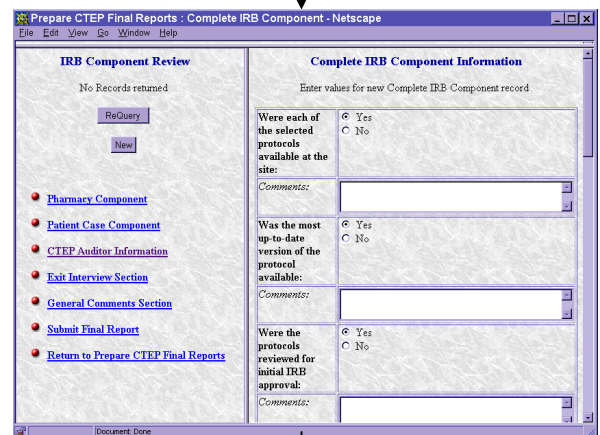 Prepare CTEP Final Reports : Complete IRB Component - Netscape
File Edit View Go Window Help
IRB Component Review
No Records returned
ReQuery
New
Pharmacy Component
Patient Case Component
CTEP Auditor Information
Exit Interview Section
General Comments Section
Submit Final Report
Return to Prepare CTEP Final Reports
Complete IRB Component Information
Enter values for new Complete IRB Component record
Were each of
the selected
protocols
available at the
site:
Yes
No
Comments:
Was the most
up-to-date
version of the
protocol
available:
Yes
No
Comments:
Were the
protocols
reviewed for
initial IRB
approval:
Yes
No
Comments:
Document: Done